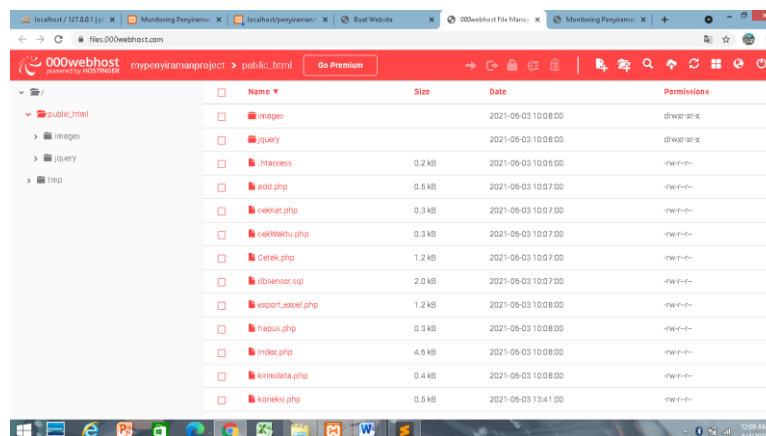 localhost / 127.0.0.1 | ph
Monitoring Penyirama
localhost/penyiraman/
Buat Website
000webhost File Manag
Monitoring Penyirama
files.000webhost.com
000webhost
powered by HOSTINGER
mypenyiramanproject > public_html
Go Premium
/
public_html
images
jquery
tmp
Name ▼ Size Date Permissions
images 2021-06-03 10:08:00 drwxr-xr-x
jquery 2021-06-03 10:08:00 drwxr-xr-x
.htaccess 0.2 kB 2021-06-03 10:06:00 -rw-r--r--
add.php 0.5 kB 2021-06-03 10:07:00 -rw-r--r--
cekKet.php 0.3 kB 2021-06-03 10:07:00 -rw-r--r--
cekWaktu.php 0.3 kB 2021-06-03 10:07:00 -rw-r--r--
Cetak.php 1.2 kB 2021-06-03 10:07:00 -rw-r--r--
dbsensor.sql 2.0 kB 2021-06-03 10:07:00 -rw-r--r--
export_excel.php 1.2 kB 2021-06-03 10:08:00 -rw-r--r--
hapus.php 0.3 kB 2021-06-03 10:08:00 -rw-r--r--
index.php 4.6 kB 2021-06-03 10:08:00 -rw-r--r--
kirimdata.php 0.4 kB 2021-06-03 10:08:00 -rw-r--r--
koneksi.php 0.5 kB 2021-06-03 13:41:00 -rw-r--r--
12:09 AM